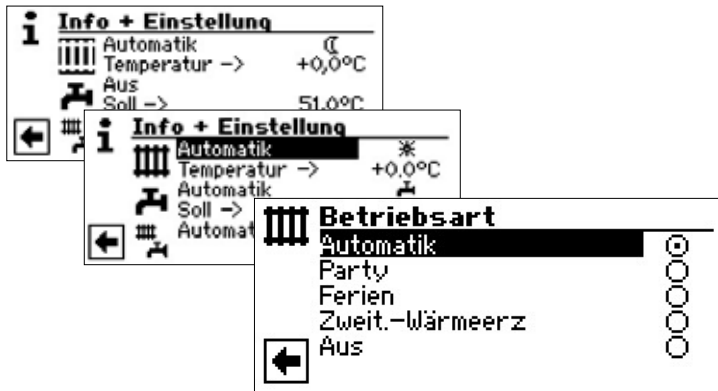 i Info + Einstellung
Automatik
Temperatur -> +0,0°C
Aus
Soll -> 51.0°C
i Info + Einstellung
Automatik
Temperatur -> +0.0°C
Automatik
Soll ->
Automat
Betriebsart
Automatik
Party
Ferien
Zweit.-Wärmeerz
Aus